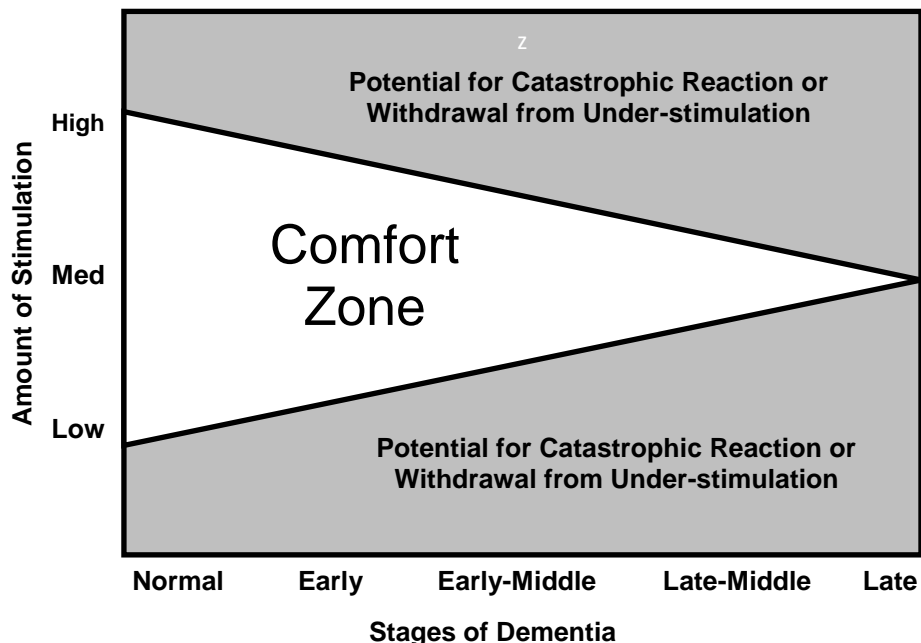 z
Potential for Catastrophic Reaction or
Withdrawal from Under-stimulation
High
Comfort
Zone
Med
Amount of Stimulation
Low
Potential for Catastrophic Reaction or
Withdrawal from Under-stimulation
Normal Early Early-Middle Late-Middle Late
Stages of Dementia